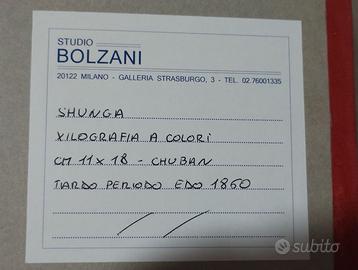 STUDIO
BOLZANI
20122 MILANO - GALLERIA STRASBURGO, 3 - TEL. 02.76001335
SHUNGA
XILOGRAFIA A COLORI
CM 11 x 18 - CHUBAN
TARDO PERIODO EDO 1860
subito